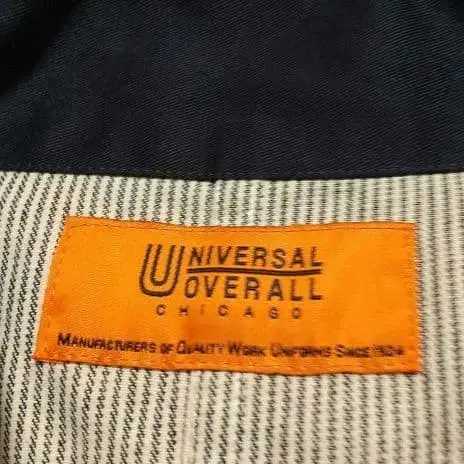 UNIVERSAL
OVERALL
CHICAGO
MANUFACTURERS OF QUALITY WORK UNIFORMS SINCE 1924